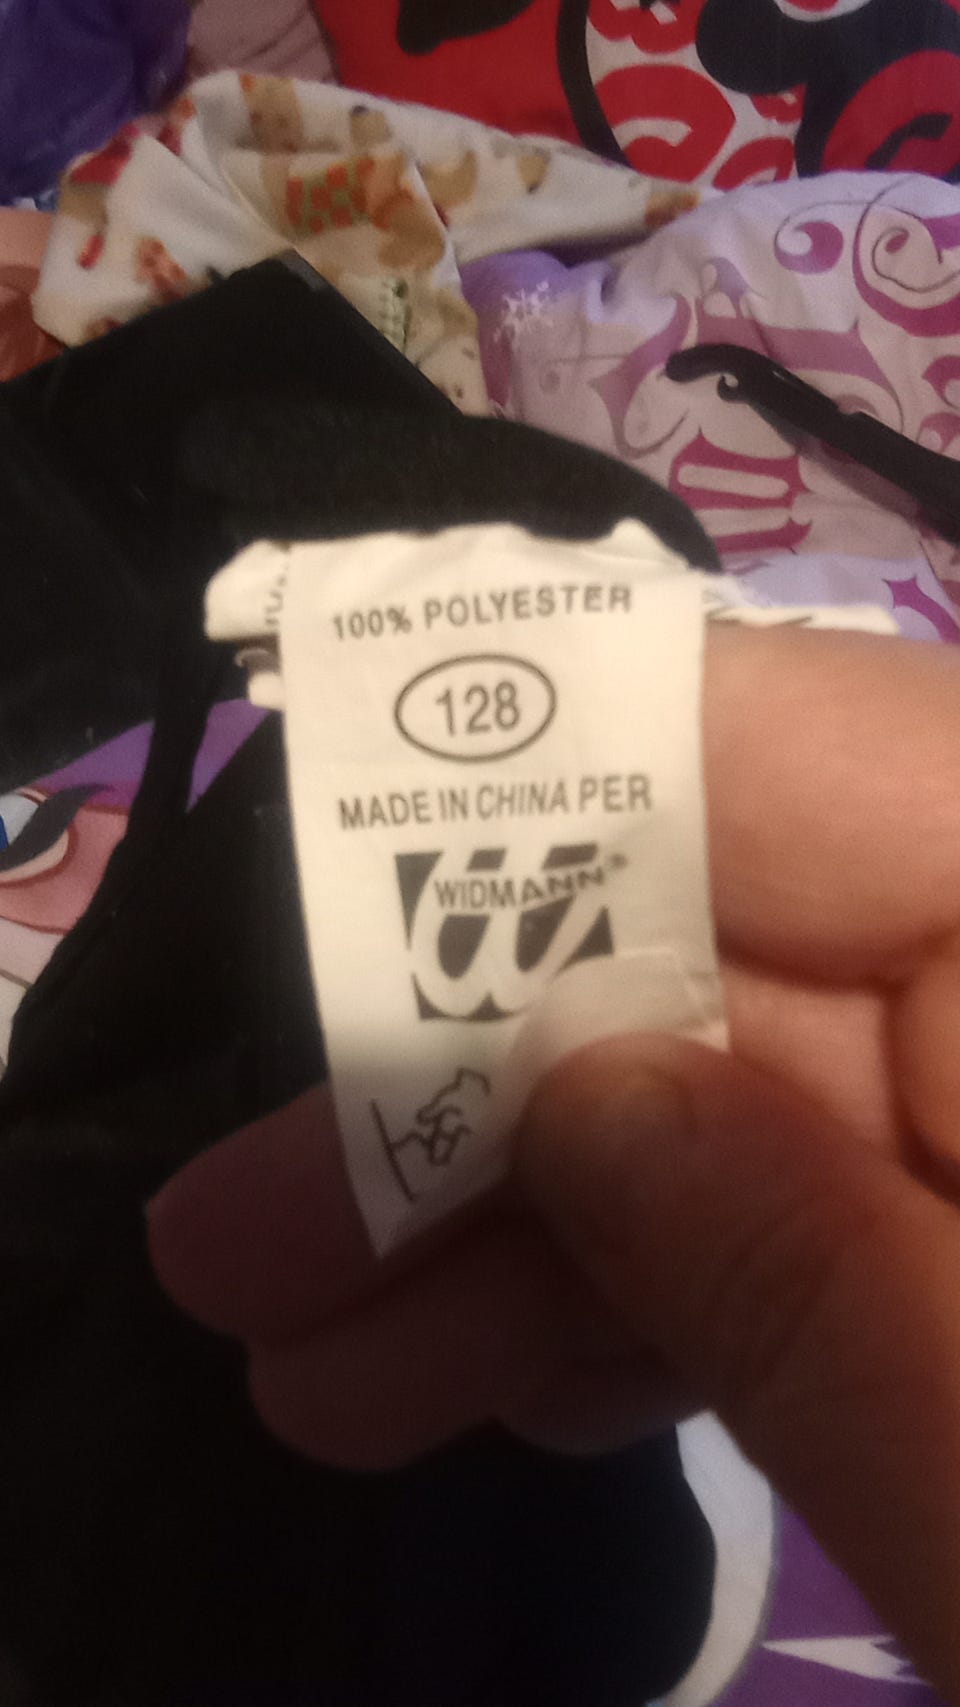 100% POLYESTER
128
MADE IN CHINA PER
WIDMANN®